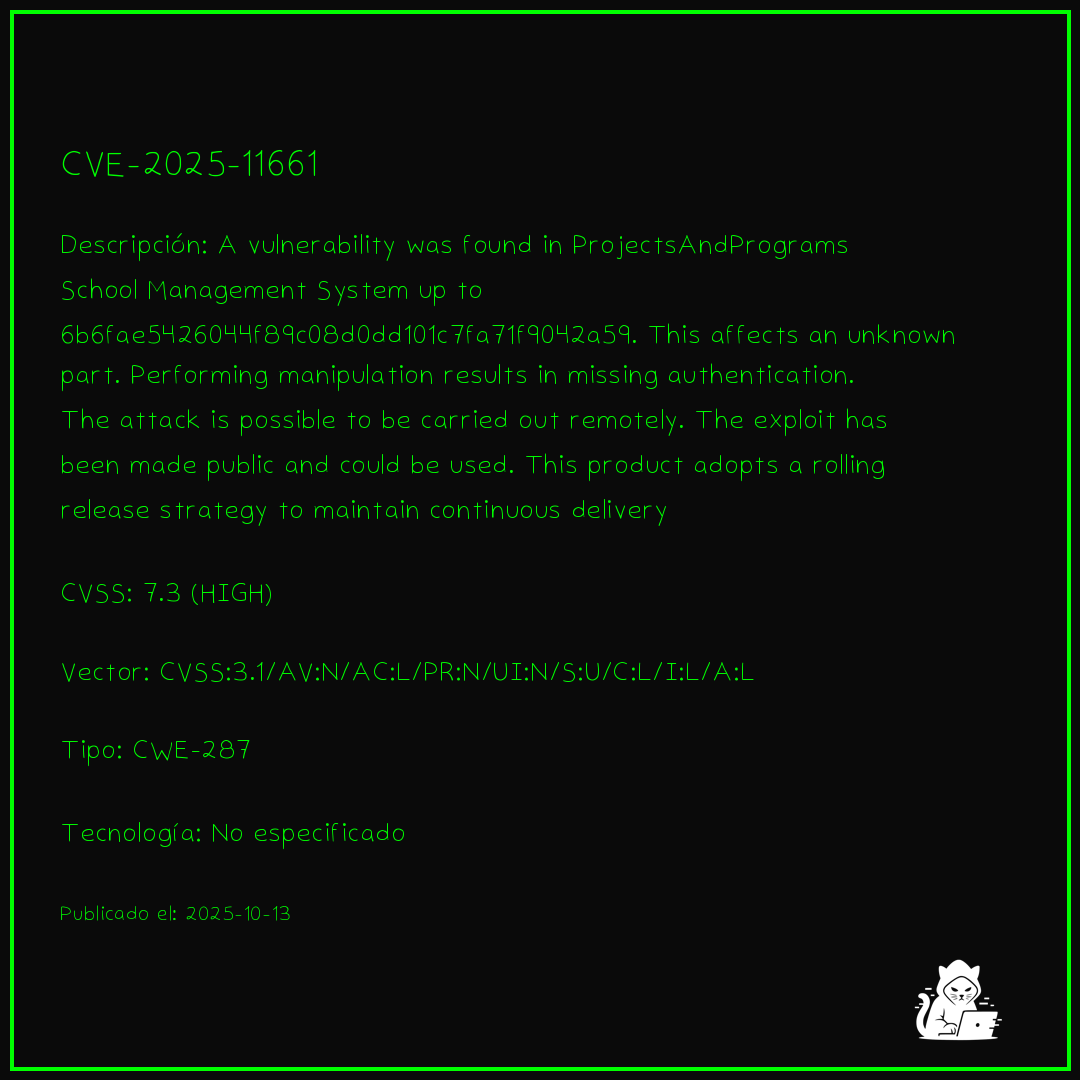 CVE-2025-11661
Descripción: A vulnerability was found in ProjectsAndPrograms
School Management System up to
6b6fae5426044f89c08d0dd101c7fa71f9042a59. This affects an unknown
part. Performing manipulation results in missing authentication.
The attack is possible to be carried out remotely. The exploit has
been made public and could be used. This product adopts a rolling
release strategy to maintain continuous delivery
CVSS: 7.3 (HIGH)
Vector: CVSS:3.1/AV:N/AC:L/PR:N/UI:N/S:U/C:L/I:L/A:L
Tipo: CWE-287
Tecnología: No especificado
Publicado el: 2025-10-13